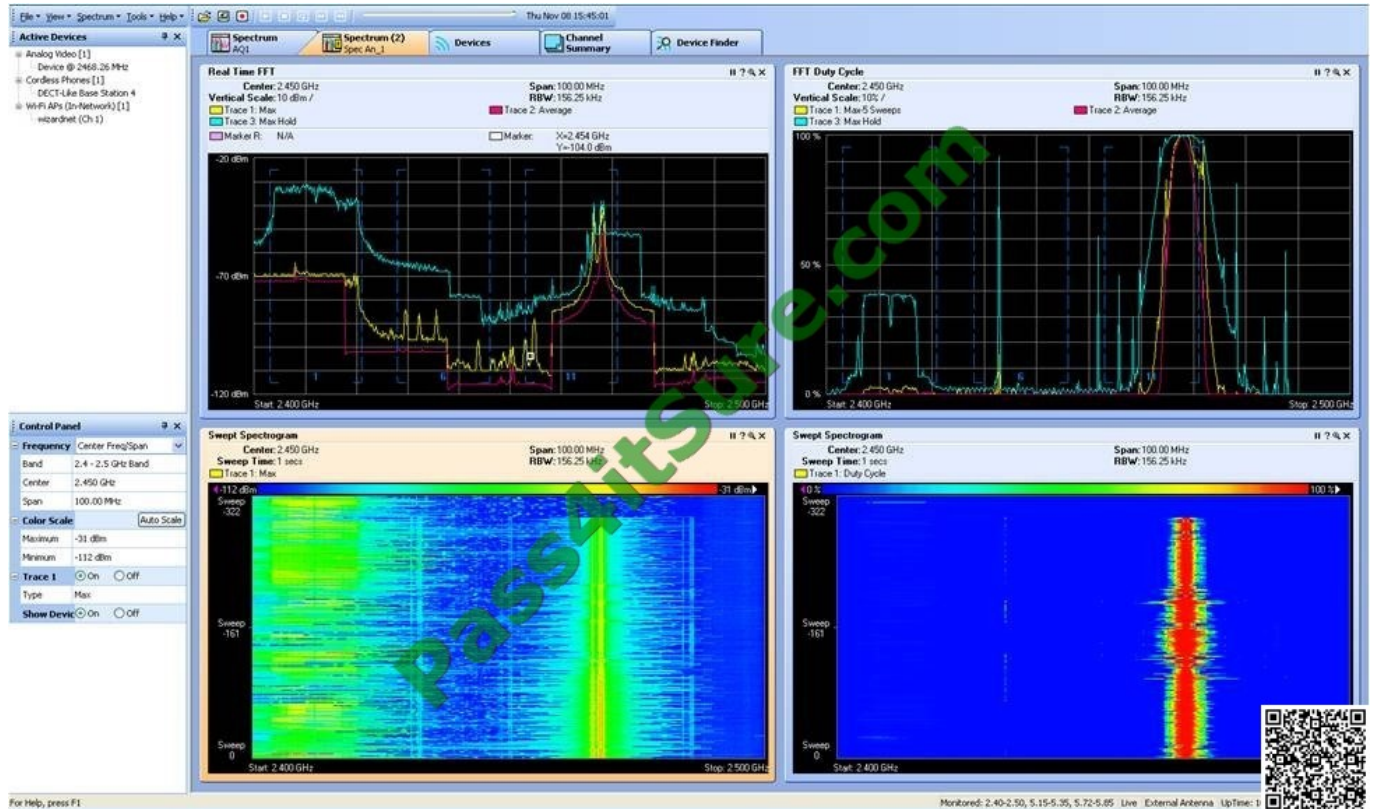 File View Spectrum Tools Help
Thu Nov 08 15:45:01
Active Devices
Analog Video [1]
Device @ 2468.26 MHz
Cordless Phones [1]
DECT-Like Base Station 4
Wi-Fi APs (In-Network) [1]
wizardnet (Ch 1)
Spectrum
AQ1
Spectrum (2)
Spec An_1
Devices
Channel
Summary
Device Finder
Real Time FFT
Center: 2.450 GHz
Span: 100.00 MHz
Vertical Scale: 10 dBm /
RBW: 156.25 kHz
Trace 1: Max
Trace 2: Average
Trace 3: Max Hold
Marker R: N/A
Marker: X=2.454 GHz
Y=-104.0 dBm
-20 dBm
-70 dBm
-120 dBm
1
6
11
Start: 2.400 GHz
Stop: 2.500 GHz
FFT Duty Cycle
Center: 2.450 GHz
Span: 100.00 MHz
Vertical Scale: 10% /
RBW: 156.25 kHz
Trace 1: Max-5 Sweeps
Trace 2: Average
Trace 3: Max Hold
100 %
50 %
0 %
1
6
11
Start: 2.400 GHz
Stop: 2.500 GHz
Control Panel
Frequency Center Freq/Span
Band 2.4 - 2.5 GHz Band
Center 2.450 GHz
Span 100.00 MHz
Color Scale Auto Scale
Maximum -31 dBm
Minimum -112 dBm
Trace 1 On Off
Type Max
Show Devic On Off
Swept Spectrogram
Center: 2.450 GHz
Span: 100.00 MHz
Sweep Time: 1 secs
RBW: 156.25 kHz
Trace 1: Max
-112 dBm
-31 dBm
Sweep
-322
Sweep
-161
Sweep
0
Start: 2.400 GHz
Stop: 2.500 GHz
Swept Spectrogram
Center: 2.450 GHz
Span: 100.00 MHz
Sweep Time: 1 secs
RBW: 156.25 kHz
Trace 1: Duty Cycle
0 %
100 %
Sweep
-322
Sweep
-161
Sweep
0
Start: 2.400 GHz
Pass4itSure.com
For Help, press F1
Monitored: 2.40-2.50, 5.15-5.35, 5.72-5.85 Live External Antenna UpTime: 1